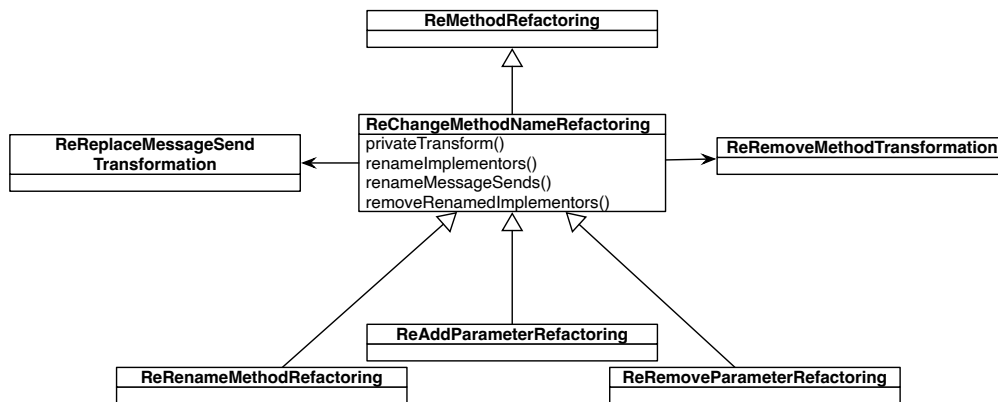 ReMethodRefactoring
ReChangeMethodNameRefactoring
privateTransform()
renameImplementors()
renameMessageSends()
removeRenamedImplementors()
ReReplaceMessageSend
Transformation
ReRemoveMethodTransformation
ReAddParameterRefactoring
ReRenameMethodRefactoring
ReRemoveParameterRefactoring